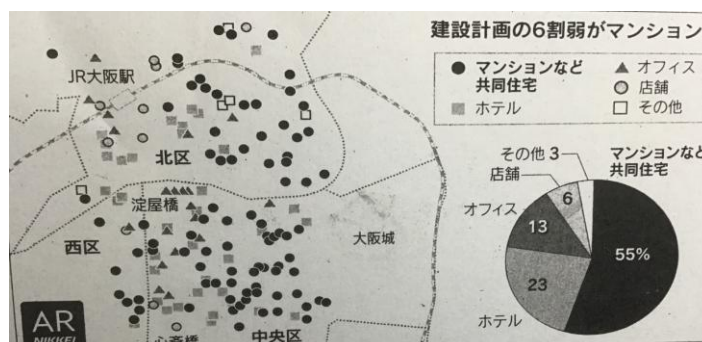 建設計画の6割弱がマンション
マンションなど
共同住宅
オフィス
店舗
ホテル
その他
JR大阪駅
北区
淀屋橋
西区
大阪城
中央区
心斎橋
AR
NIKKEI
その他 3
マンションなど
共同住宅
店舗
6
オフィス
13
55%
23
ホテル